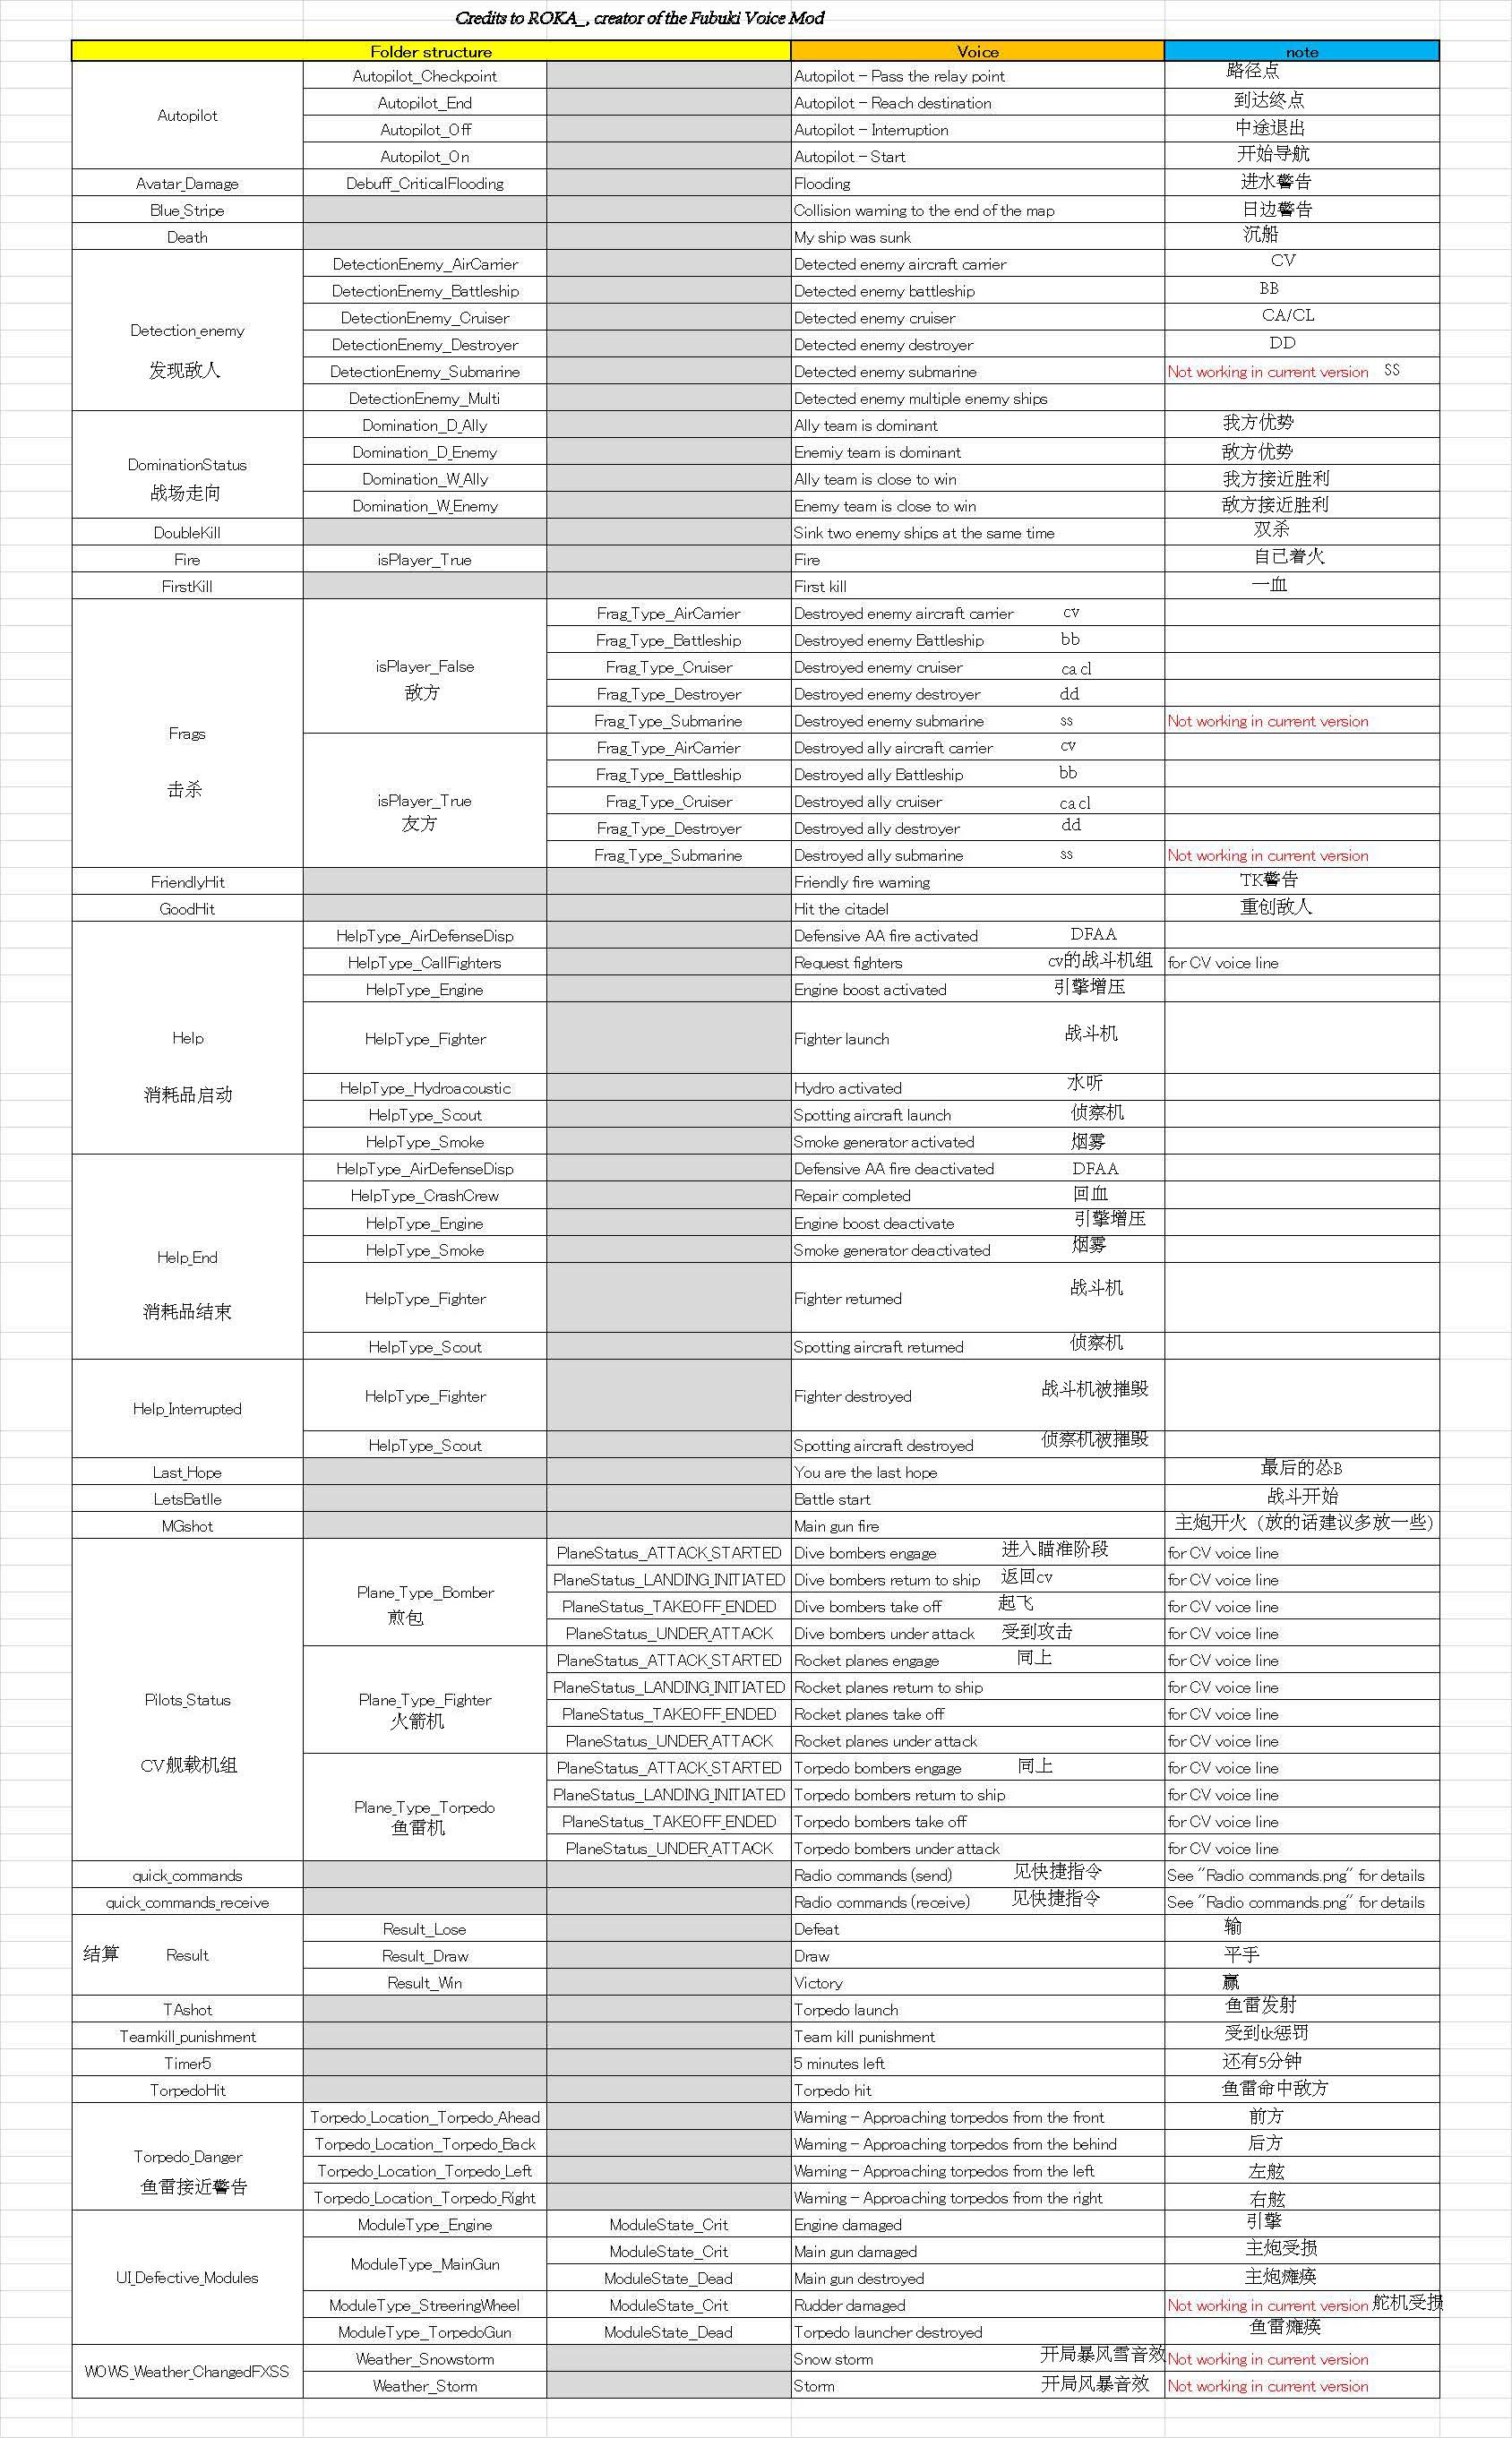 Credits to ROKA_, creator of the Fubuki Voice Mod
Folder structure Voice note
Autopilot
Autopilot_Checkpoint Autopilot - Pass the relay point 路径点
Autopilot_End Autopilot - Reach destination 到达终点
Autopilot_Off Autopilot - Interruption 中途退出
Autopilot_On Autopilot - Start 开始导航
Avatar_Damage Debuff_CriticalFlooding Flooding 进水警告
Blue_Stripe Collision warning to the end of the map 日边警告
Death My ship was sunk 沉船
Detection_enemy
发现敌人
DetectionEnemy_AirCarrier Detected enemy aircraft carrier CV
DetectionEnemy_Battleship Detected enemy battleship BB
DetectionEnemy_Cruiser Detected enemy cruiser CA/CL
DetectionEnemy_Destroyer Detected enemy destroyer DD
DetectionEnemy_Submarine Detected enemy submarine Not working in current version SS
DetectionEnemy_Multi Detected enemy multiple enemy ships
DominationStatus
战场走向
Domination_D_Ally Ally team is dominant 我方优势
Domination_D_Enemy Enemiy team is dominant 敌方优势
Domination_W_Ally Ally team is close to win 我方接近胜利
Domination_W_Enemy Enemy team is close to win 敌方接近胜利
DoubleKill Sink two enemy ships at the same time 双杀
Fire isPlayer_True Fire 自己着火
FirstKill First kill 一血
Frags
击杀
isPlayer_False
敌方
Frag_Type_AirCarrier Destroyed enemy aircraft carrier cv
Frag_Type_Battleship Destroyed enemy Battleship bb
Frag_Type_Cruiser Destroyed enemy cruiser ca cl
Frag_Type_Destroyer Destroyed enemy destroyer dd
Frag_Type_Submarine Destroyed enemy submarine ss Not working in current version
isPlayer_True
友方
Frag_Type_AirCarrier Destroyed ally aircraft carrier cv
Frag_Type_Battleship Destroyed ally Battleship bb
Frag_Type_Cruiser Destroyed ally cruiser ca cl
Frag_Type_Destroyer Destroyed ally destroyer dd
Frag_Type_Submarine Destroyed ally submarine ss Not working in current version
FriendlyHit Friendly fire warning TK警告
GoodHit Hit the citadel 重创敌人
Help
消耗品启动
HelpType_AirDefenseDisp Defensive AA fire activated DFAA
HelpType_CallFighters Request fighters cv的战斗机组 for CV voice line
HelpType_Engine Engine boost activated 引擎增压
HelpType_Fighter Fighter launch 战斗机
HelpType_Hydroacoustic Hydro activated 水听
HelpType_Scout Spotting aircraft launch 侦察机
HelpType_Smoke Smoke generator activated 烟雾
Help_End
消耗品结束
HelpType_AirDefenseDisp Defensive AA fire deactivated DFAA
HelpType_CrashCrew Repair completed 回血
HelpType_Engine Engine boost deactivate 引擎增压
HelpType_Smoke Smoke generator deactivated 烟雾
HelpType_Fighter Fighter returned 战斗机
HelpType_Scout Spotting aircraft returned 侦察机
Help_Interrupted
HelpType_Fighter Fighter destroyed 战斗机被摧毁
HelpType_Scout Spotting aircraft destroyed 侦察机被摧毁
Last_Hope You are the last hope 最后的怂B
LetsBatlle Battle start 战斗开始
MGshot Main gun fire 主炮开火（放的话建议多放一些）
Pilots_Status
CV舰载机组
Plane_Type_Bomber
煎包
PlaneStatus_ATTACK_STARTED Dive bombers engage 进入瞄准阶段 for CV voice line
PlaneStatus_LANDING_INITIATED Dive bombers return to ship 返回cv for CV voice line
PlaneStatus_TAKEOFF_ENDED Dive bombers take off 起飞 for CV voice line
PlaneStatus_UNDER_ATTACK Dive bombers under attack 受到攻击 for CV voice line
Plane_Type_Fighter
火箭机
PlaneStatus_ATTACK_STARTED Rocket planes engage 同上 for CV voice line
PlaneStatus_LANDING_INITIATED Rocket planes return to ship for CV voice line
PlaneStatus_TAKEOFF_ENDED Rocket planes take off for CV voice line
PlaneStatus_UNDER_ATTACK Rocket planes under attack for CV voice line
Plane_Type_Torpedo
鱼雷机
PlaneStatus_ATTACK_STARTED Torpedo bombers engage 同上 for CV voice line
PlaneStatus_LANDING_INITIATED Torpedo bombers return to ship for CV voice line
PlaneStatus_TAKEOFF_ENDED Torpedo bombers take off for CV voice line
PlaneStatus_UNDER_ATTACK Torpedo bombers under attack for CV voice line
quick_commands Radio commands (send) 见快捷指令 See "Radio commands.png" for details
quick_commands_receive Radio commands (receive) 见快捷指令 See "Radio commands.png" for details
结算 Result
Result_Lose Defeat 输
Result_Draw Draw 平手
Result_Win Victory 赢
TAshot Torpedo launch 鱼雷发射
Teamkill_punishment Team kill punishment 受到tk惩罚
Timer5 5 minutes left 还有5分钟
TorpedoHit Torpedo hit 鱼雷命中敌方
Torpedo_Danger
鱼雷接近警告
Torpedo_Location_Torpedo_Ahead Warning - Approaching torpedos from the front 前方
Torpedo_Location_Torpedo_Back Warning - Approaching torpedos from the behind 后方
Torpedo_Location_Torpedo_Left Warning - Approaching torpedos from the left 左舷
Torpedo_Location_Torpedo_Right Warning - Approaching torpedos from the right 右舷
UI_Defective_Modules
ModuleType_Engine ModuleState_Crit Engine damaged 引擎
ModuleType_MainGun
ModuleState_Crit Main gun damaged 主炮受损
ModuleState_Dead Main gun destroyed 主炮瘫痪
ModuleType_StreeringWheel ModuleState_Crit Rudder damaged Not working in current version 舵机受损
ModuleType_TorpedoGun ModuleState_Dead Torpedo launcher destroyed 鱼雷瘫痪
WOWS_Weather_ChangedFXSS
Weather_Snowstorm Snow storm 开局暴风雪音效 Not working in current version
Weather_Storm Storm 开局风暴音效 Not working in current version